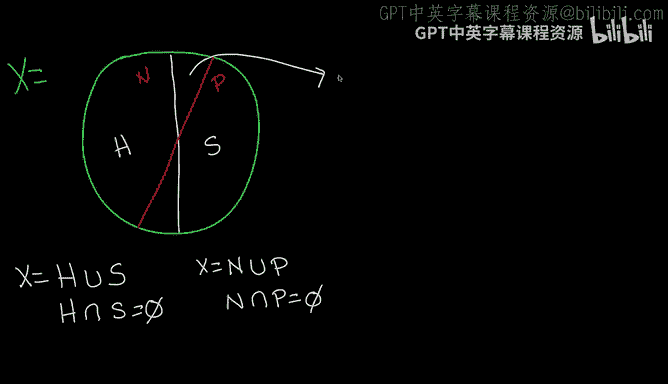 GPT中英字幕课程资源@bilibili.com
GPT中英字幕课程资源 bilibili
X=
N
P
H
S
X=H∪S
X=N∪P
H∩S=∅
N∩P=∅